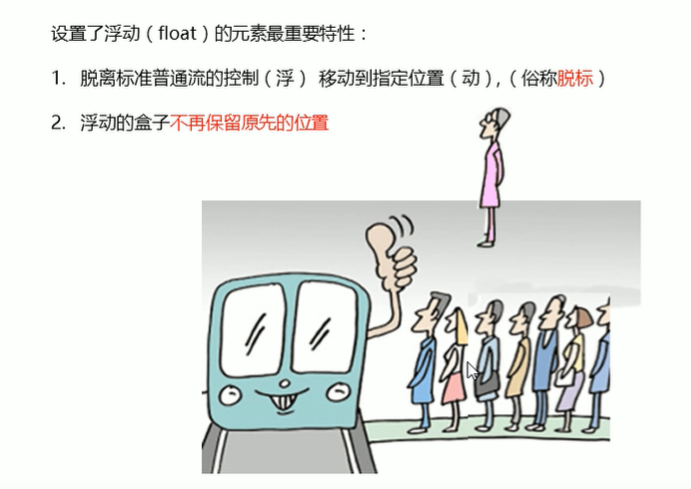 设置了浮动（float）的元素最重要特性：
1. 脱离标准普通流的控制（浮） 移动到指定位置（动），（俗称脱标）
2. 浮动的盒子不再保留原先的位置